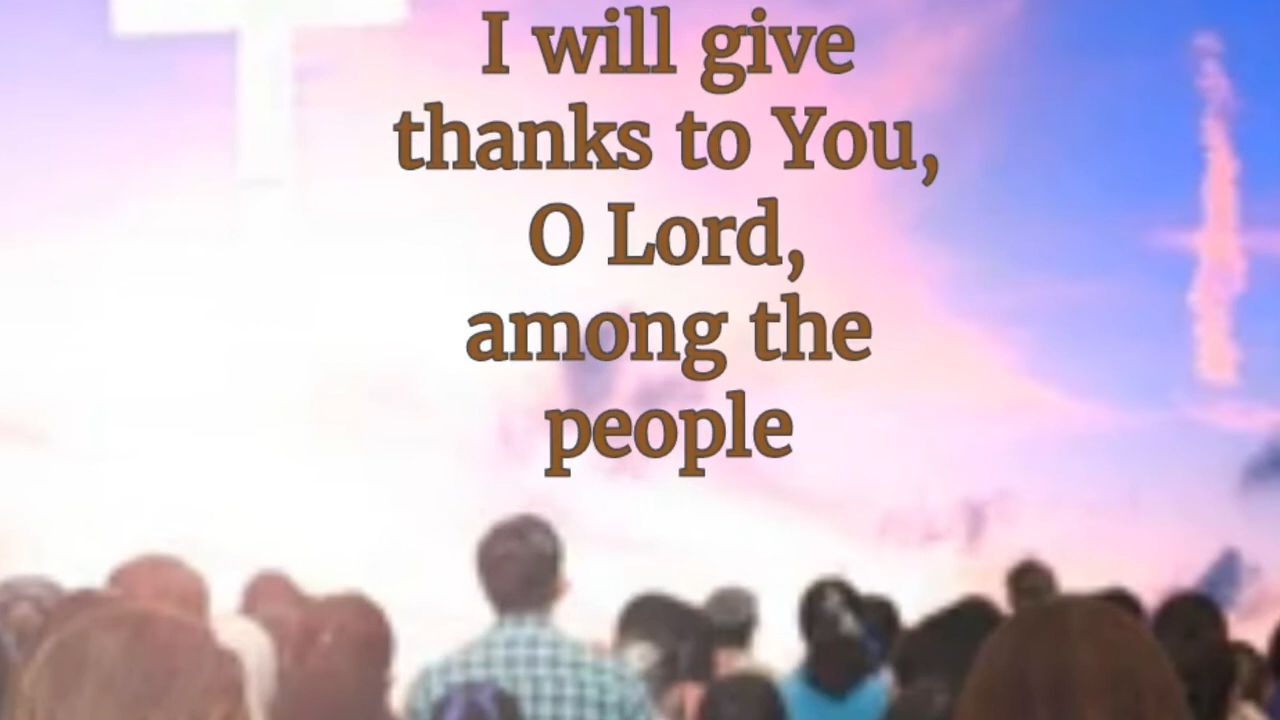 I will give
thanks to You,
O Lord,
among the
people